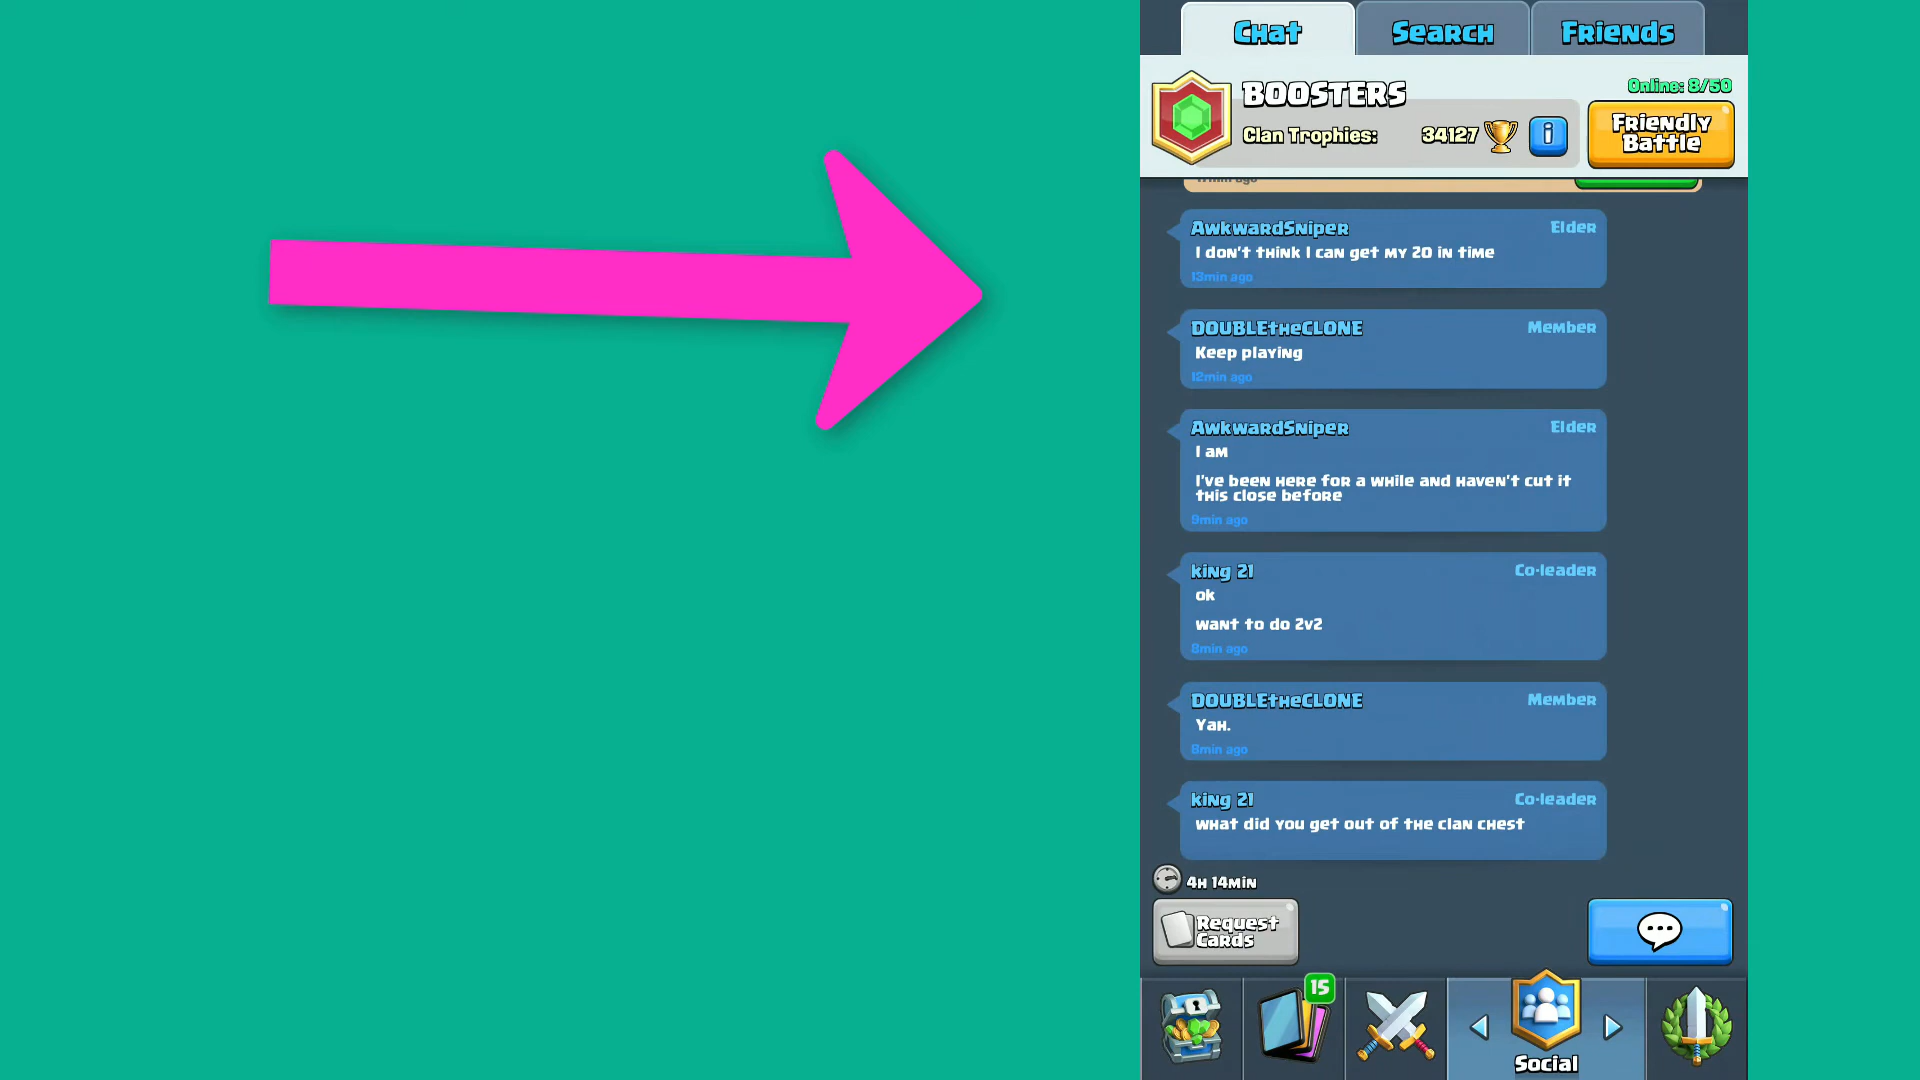 Chat
Search
Friends
BOOSTERS
Online: 8/50
Clan Trophies: 34127
i
Friendly
Battle
17min ago
AwkwardSniper Elder
I don't think I can get my 20 in time
13min ago
DOUBLEtheCLONE Member
Keep playing
12min ago
AwkwardSniper Elder
I am
I've been here for a while and haven't cut it
this close before
9min ago
king 21 Co-leader
ok
want to do 2v2
8min ago
DOUBLEtheCLONE Member
Yah.
8min ago
king 21 Co-leader
what did you get out of the clan chest
4h 14min
Request
Cards
15
Social